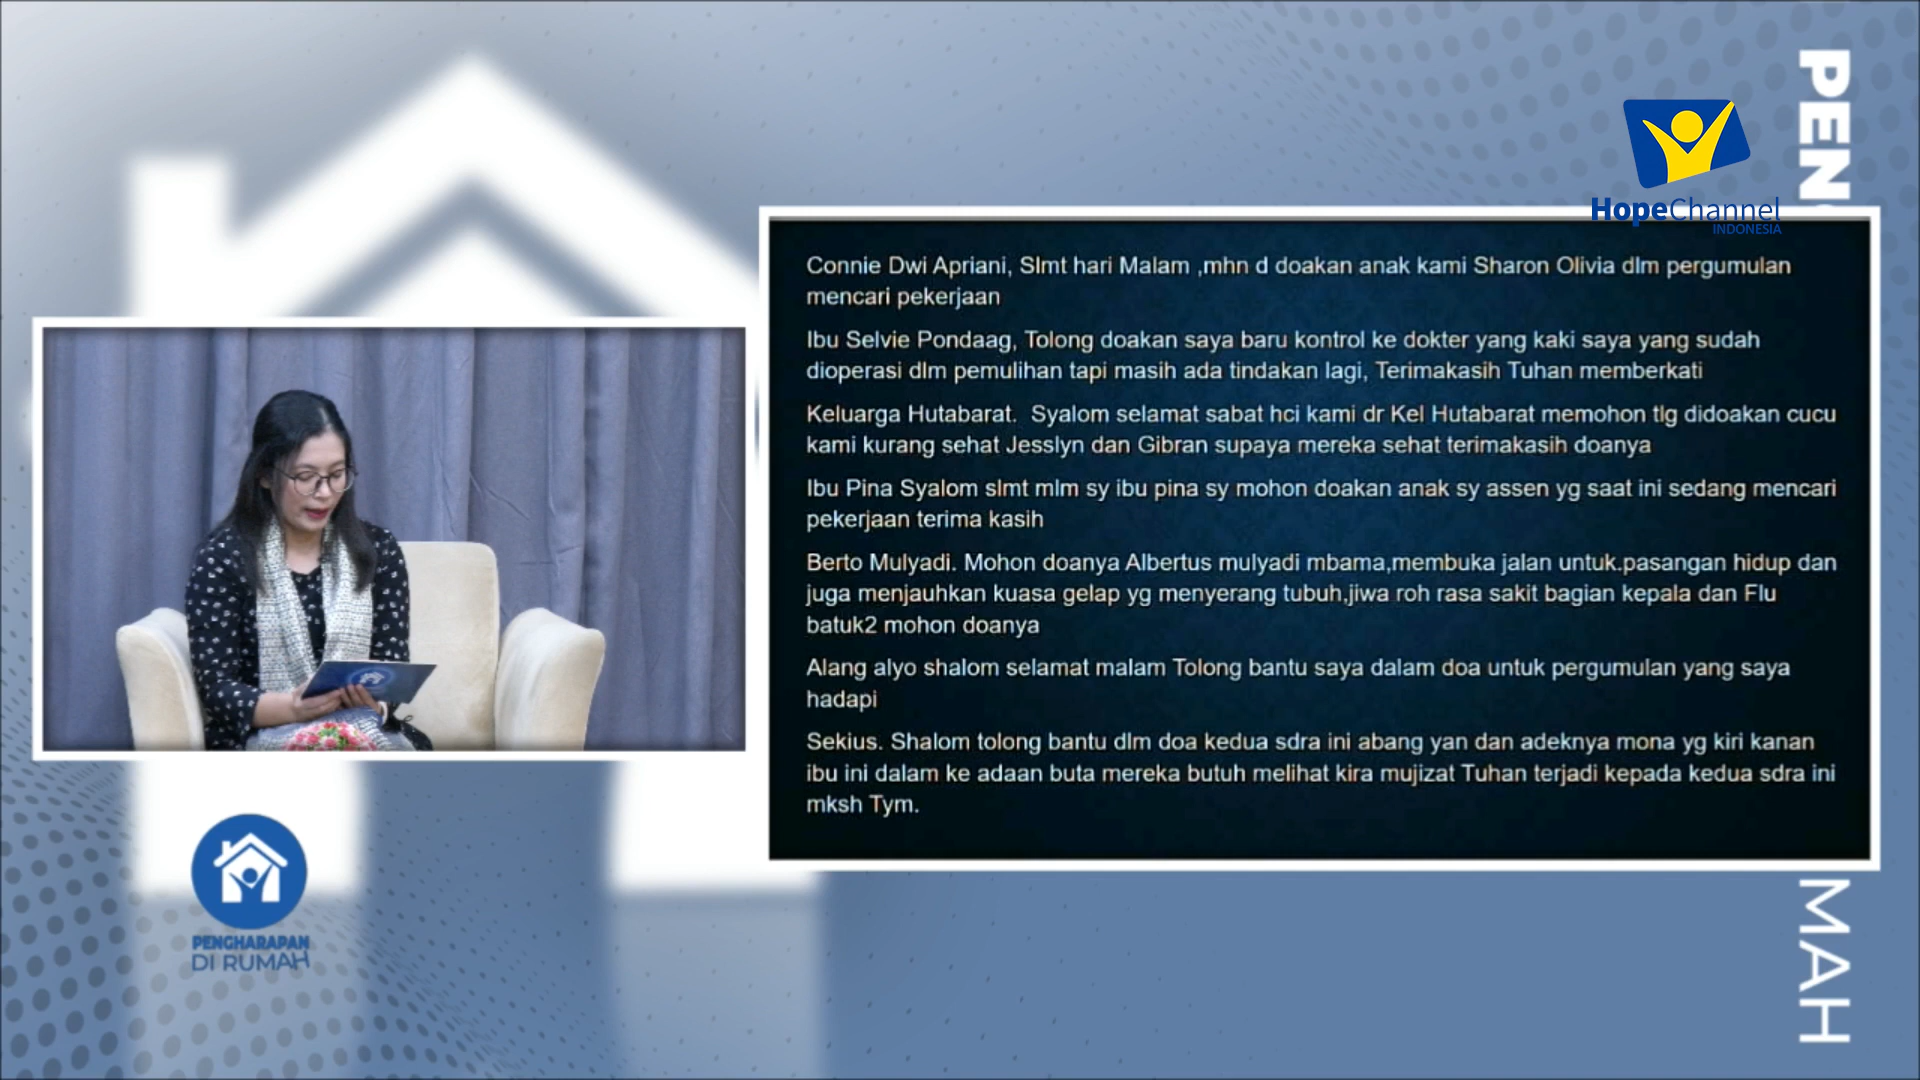 PEN
HopeChannel
INDONESIA
Connie Dwi Apriani, Slmt hari Malam ,mhn d doakan anak kami Sharon Olivia dlm pergumulan
mencari pekerjaan
Ibu Selvie Pondaag, Tolong doakan saya baru kontrol ke dokter yang kaki saya yang sudah
dioperasi dlm pemulihan tapi masih ada tindakan lagi, Terimakasih Tuhan memberkati
Keluarga Hutabarat.  Syalom selamat sabat hci kami dr Kel Hutabarat memohon tlg didoakan cucu
kami kurang sehat Jesslyn dan Gibran supaya mereka sehat terimakasih doanya
Ibu Pina Syalom slmt mlm sy ibu pina sy mohon doakan anak sy assen yg saat ini sedang mencari
pekerjaan terima kasih
Berto Mulyadi. Mohon doanya Albertus mulyadi mbama,membuka jalan untuk.pasangan hidup dan
juga menjauhkan kuasa gelap yg menyerang tubuh,jiwa roh rasa sakit bagian kepala dan Flu
batuk2 mohon doanya
Alang alyo shalom selamat malam Tolong bantu saya dalam doa untuk pergumulan yang saya
hadapi
Sekius. Shalom tolong bantu dlm doa kedua sdra ini abang yan dan adeknya mona yg kiri kanan
ibu ini dalam ke adaan buta mereka butuh melihat kira mujizat Tuhan terjadi kepada kedua sdra ini
mksh Tym.
PENGHARAPAN
DI RUMAH
MAH